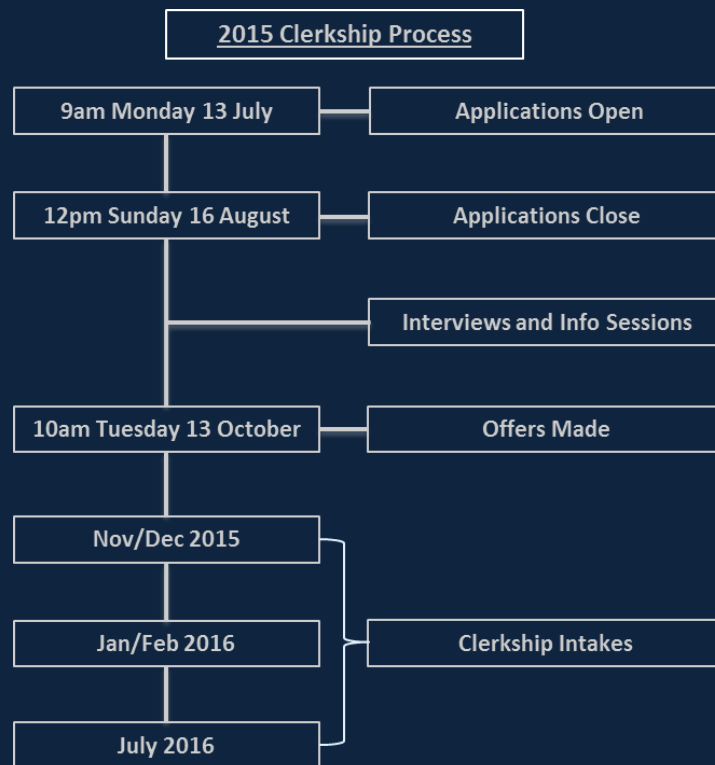 2015 Clerkship Process
9am Monday 13 July
Applications Open
12pm Sunday 16 August
Applications Close
Interviews and Info Sessions
10am Tuesday 13 October
Offers Made
Nov/Dec 2015
Jan/Feb 2016
Clerkship Intakes
July 2016